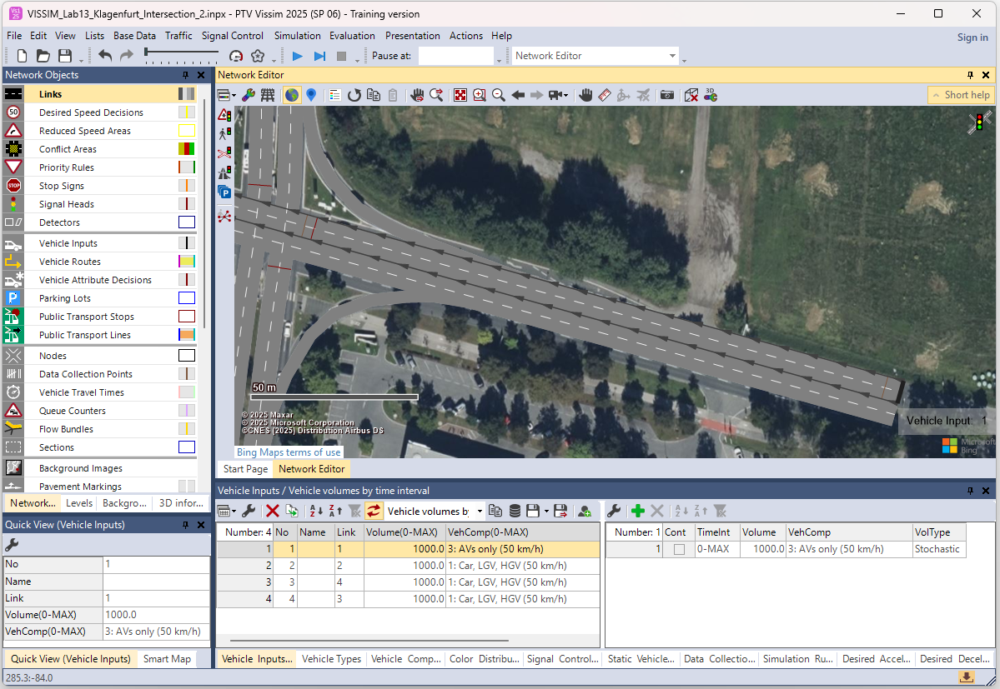 VISSIM_Lab13_Klagenfurt_Intersection_2.inpx - PTV Vissim 2025 (SP 06) - Training version
File Edit View Lists Base Data Traffic Signal Control Simulation Evaluation Presentation Actions Help Sign in
Pause at: Network Editor
Network Objects
Links
Desired Speed Decisions
Reduced Speed Areas
Conflict Areas
Priority Rules
Stop Signs
Signal Heads
Detectors
Vehicle Inputs
Vehicle Routes
Vehicle Attribute Decisions
Parking Lots
Public Transport Stops
Public Transport Lines
Nodes
Data Collection Points
Vehicle Travel Times
Queue Counters
Flow Bundles
Sections
Background Images
Pavement Markings
Network... Levels Backgro... 3D infor...
Network Editor
Short help
50 m
© 2025 Maxar
© 2025 Microsoft Corporation
©CNES (2025) Distribution Airbus DS
Bing Maps terms of use
Vehicle Input: 1
Microsoft
Bing
Start Page Network Editor
Quick View (Vehicle Inputs)
No 1
Name
Link 1
Volume(0-MAX) 1000.0
VehComp(0-MAX) 3: AVs only (50 km/h)
Quick View (Vehicle Inputs) Smart Map
Vehicle Inputs / Vehicle volumes by time interval
Vehicle volumes by
Number: 4 No Name Link Volume(0-MAX) VehComp(0-MAX)
1 1 1 1000.0 3: AVs only (50 km/h)
2 2 2 1000.0 1: Car, LGV, HGV (50 km/h)
3 3 4 1000.0 1: Car, LGV, HGV (50 km/h)
4 4 3 1000.0 1: Car, LGV, HGV (50 km/h)
Number: 1 Cont TimeInt Volume VehComp VolType
1 0-MAX 1000.0 3: AVs only (50 km/h) Stochastic
Vehicle Inputs... Vehicle Types Vehicle Comp... Color Distribu... Signal Control... Static Vehicle... Data Collectio... Simulation Ru... Desired Accel... Desired Decel...
285.3:-84.0